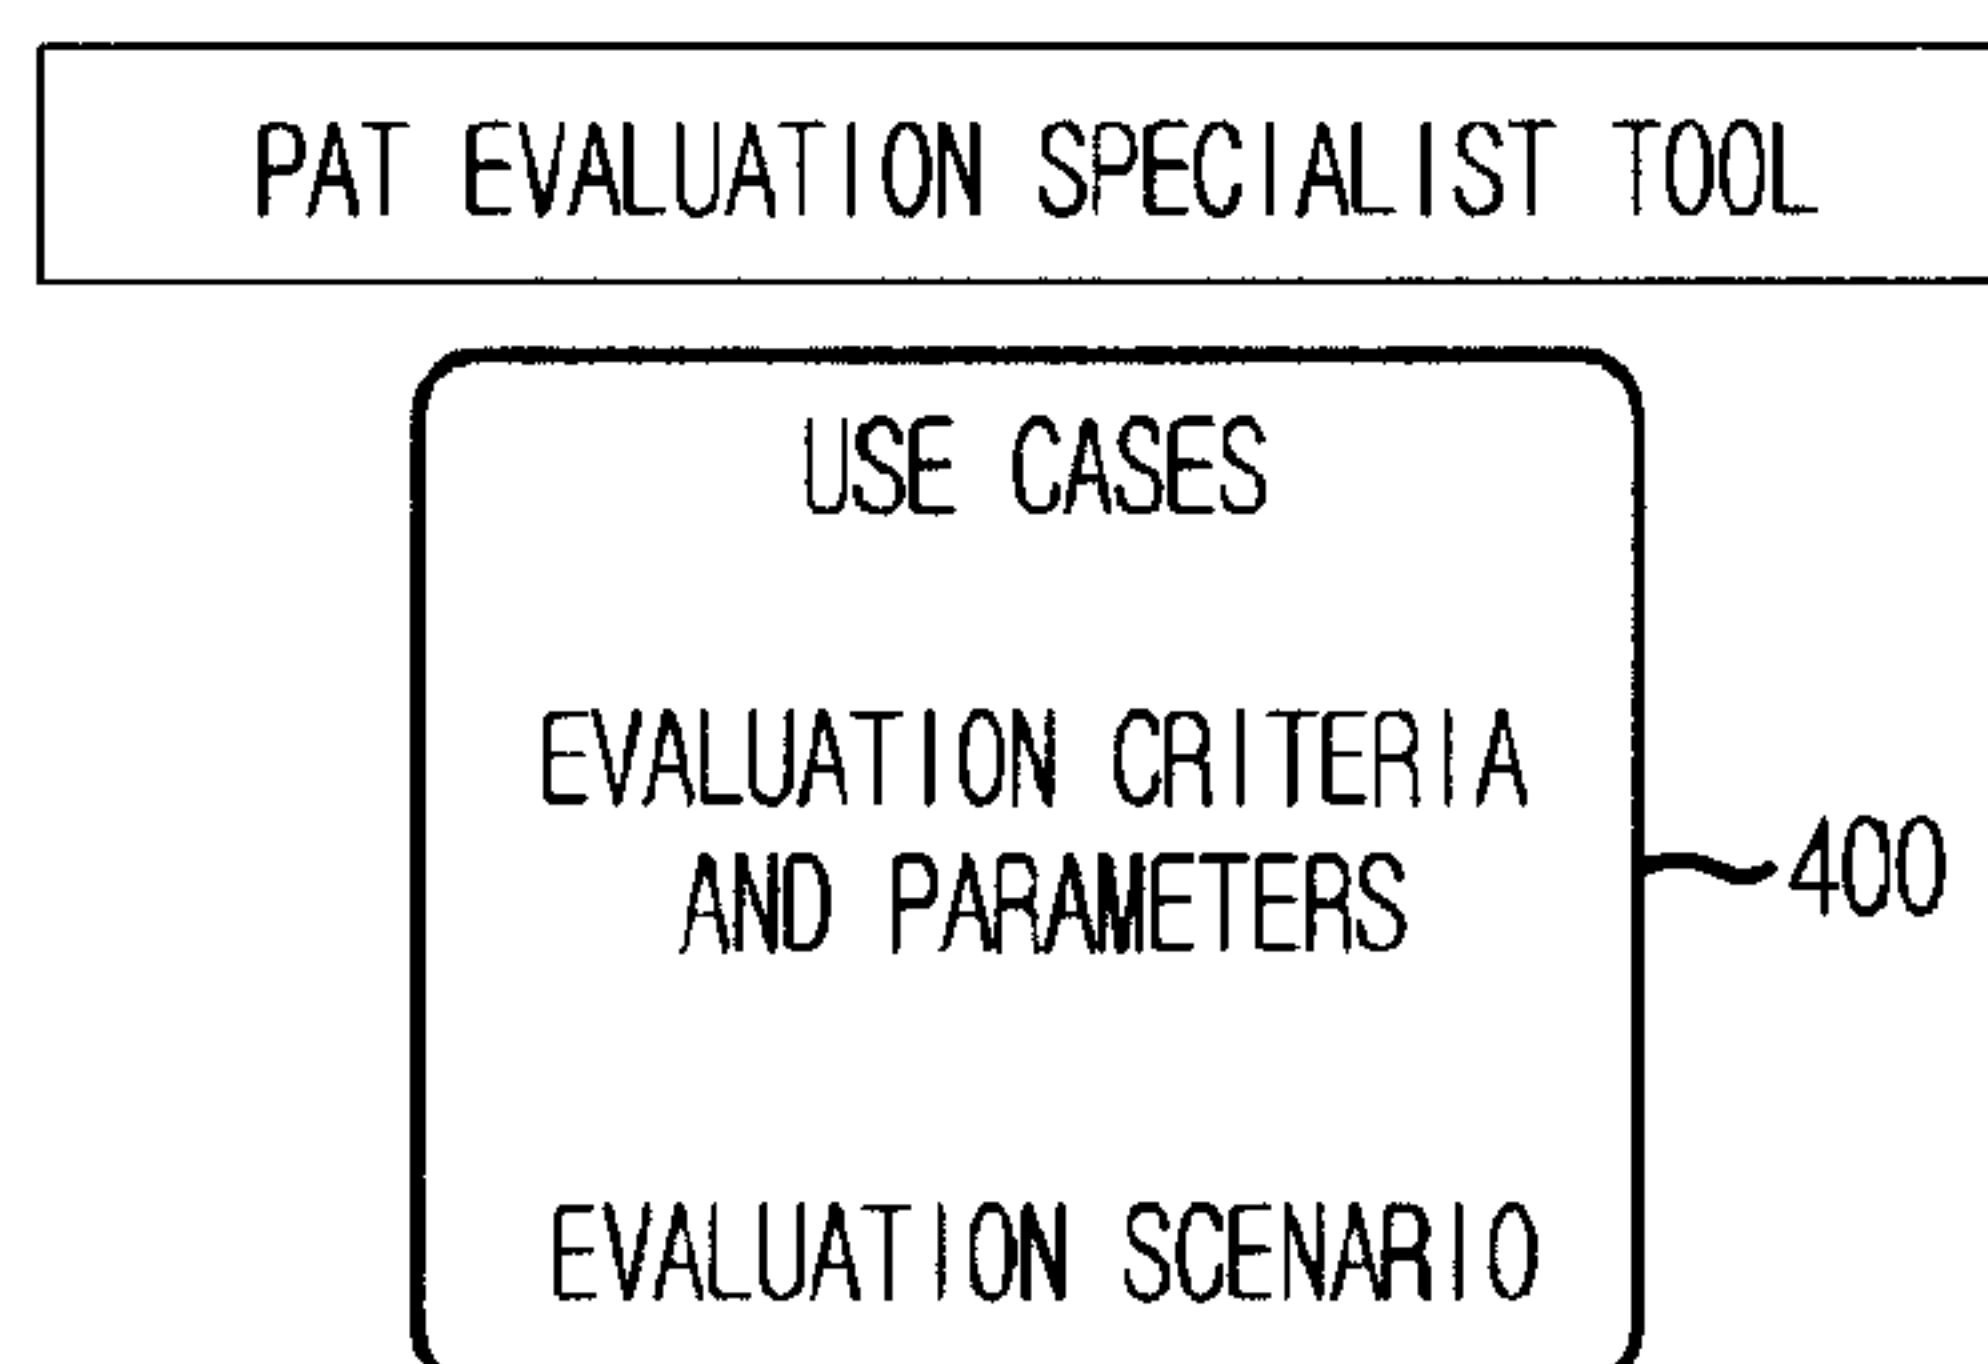 PAT EVALUATION SPECIALIST TOOL
USE CASES
EVALUATION CRITERIA
AND PARAMETERS
400
EVALUATION SCENARIO